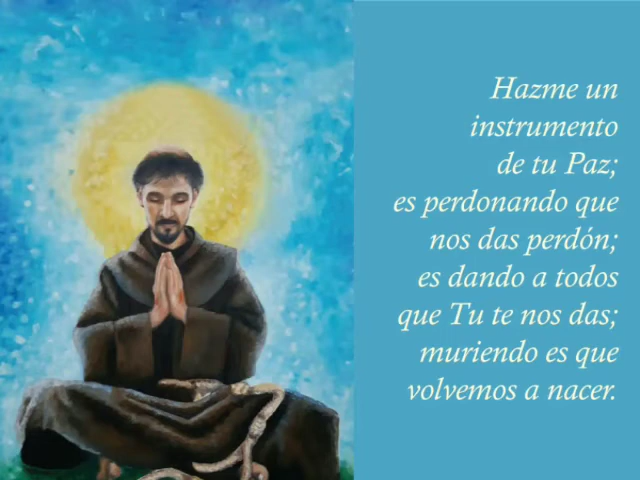 Hazme un
instrumento
de tu Paz;
es perdonando que
nos das perdón;
es dando a todos
que Tu te nos das;
muriendo es que
volvemos a nacer.